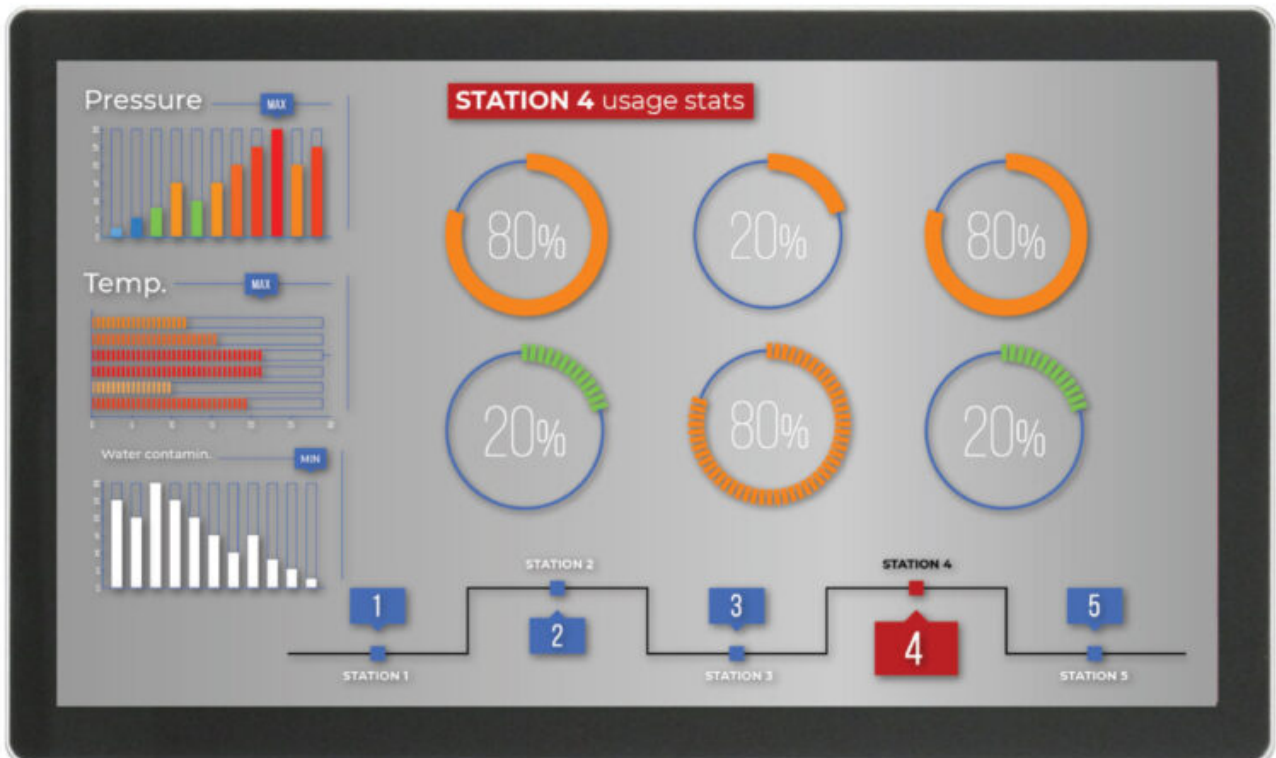 Pressure
MAX
STATION 4 usage stats
80%
20%
80%
Temp.
MAX
20%
80%
20%
Water contamin.
MIN
STATION 2
STATION 4
1
3
5
2
4
STATION 1
STATION 3
STATION 5